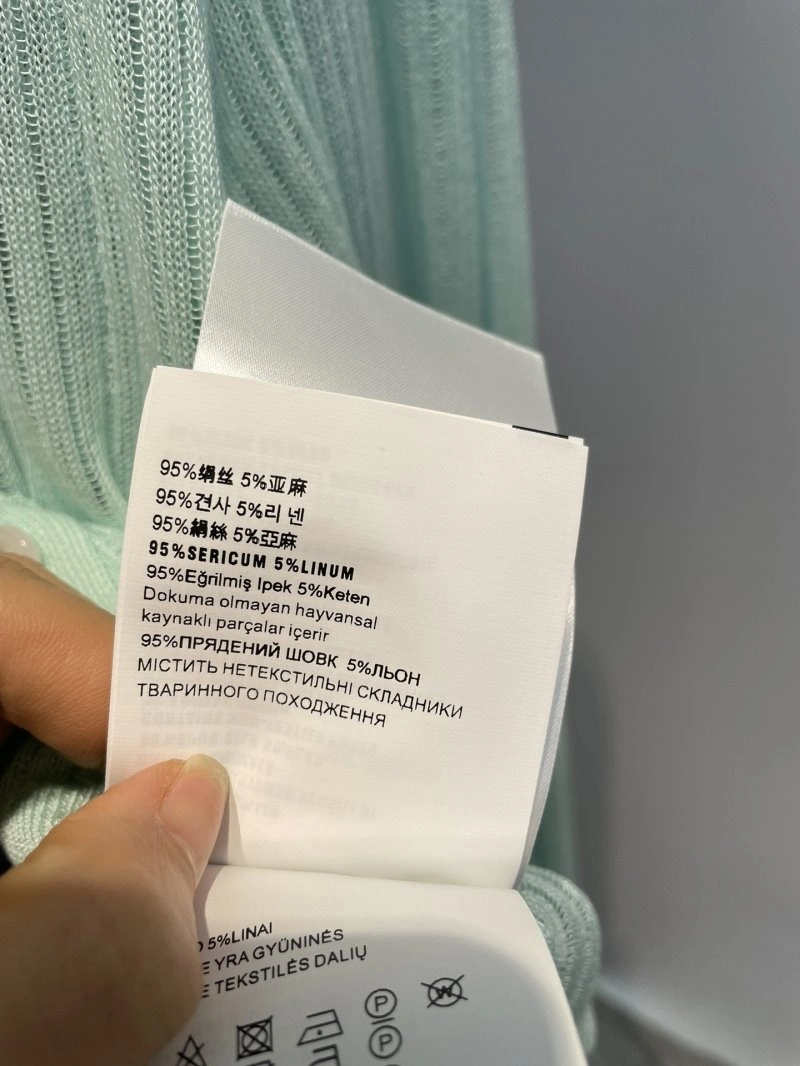 95%绢丝 5%亚麻
95%견사 5%리 넨
95%絹絲 5%亞麻
95%SERICUM 5%LINUM
95%Eğrilmiş Ipek 5%Keten
Dokuma olmayan hayvansal
kaynaklı parçalar içerir
95%ПРЯДЕНИЙ ШОВК 5%ЛЬОН
МІСТИТЬ НЕТЕКСТИЛЬНІ СКЛАДНИКИ
ТВАРИННОГО ПОХОДЖЕННЯ
5%LINAI
YRA GYŪNINĖS
TEKSTILĖS DALIŲ
P
W
P